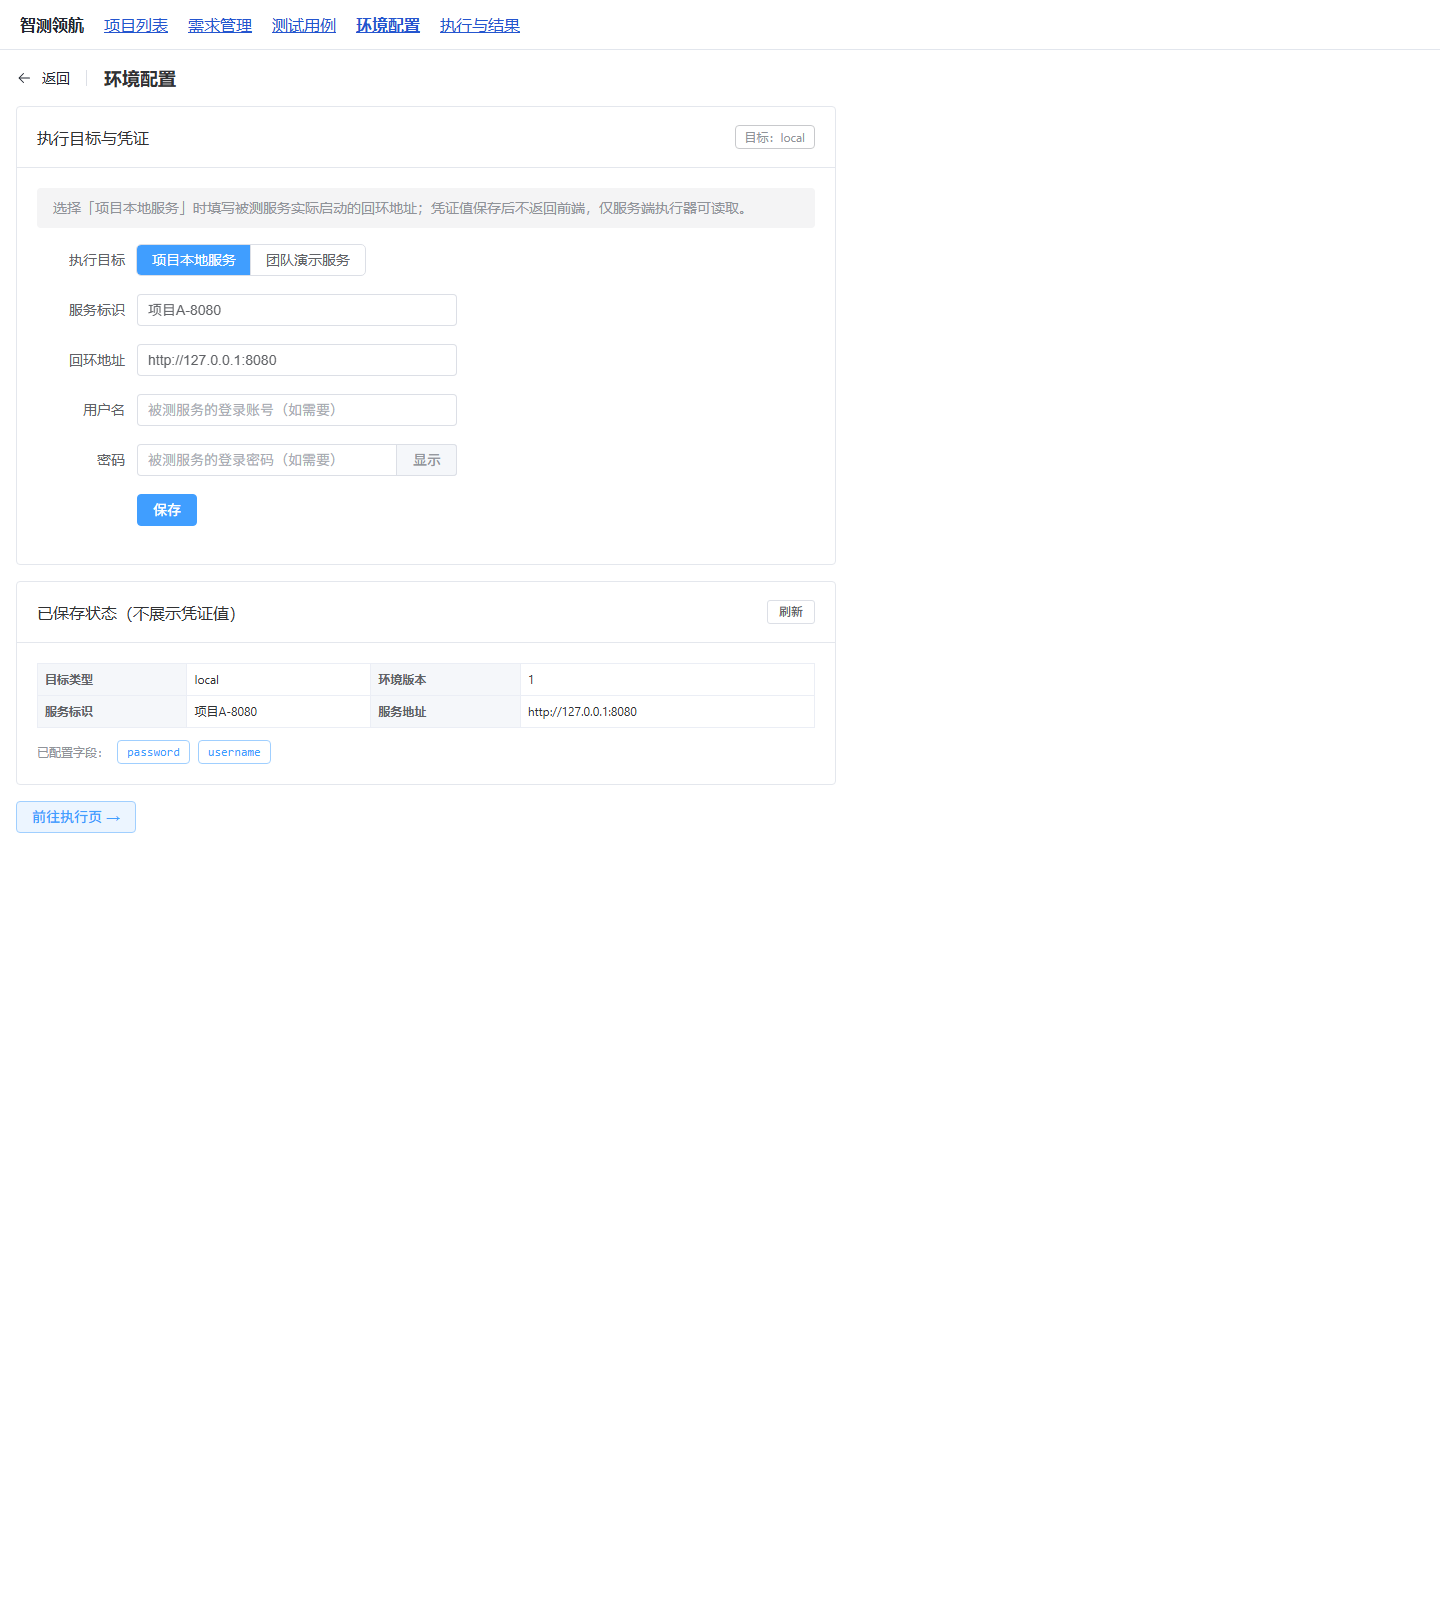 智测领航 项目列表 需求管理 测试用例 环境配置 执行与结果
← 返回 环境配置
执行目标与凭证 目标：local
选择「项目本地服务」时填写被测服务实际启动的回环地址；凭证值保存后不返回前端，仅服务端执行器可读取。
执行目标 项目本地服务 团队演示服务
服务标识 项目A-8080
回环地址 http://127.0.0.1:8080
用户名 被测服务的登录账号（如需要）
密码 被测服务的登录密码（如需要） 显示
保存
已保存状态（不展示凭证值） 刷新
目标类型 local 环境版本 1
服务标识 项目A-8080 服务地址 http://127.0.0.1:8080
已配置字段： password username
前往执行页 →